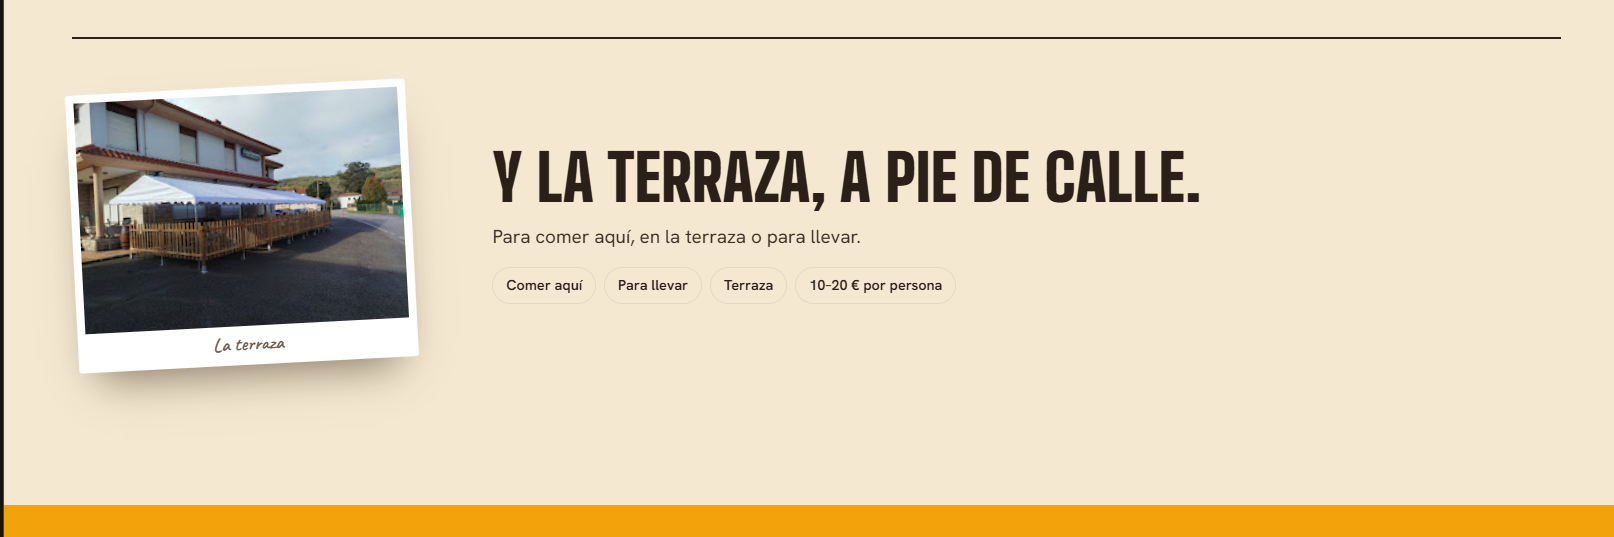 Y LA TERRAZA, A PIE DE CALLE.
Para comer aquí, en la terraza o para llevar.
Comer aquí
Para llevar
Terraza
10-20 € por persona
La terraza